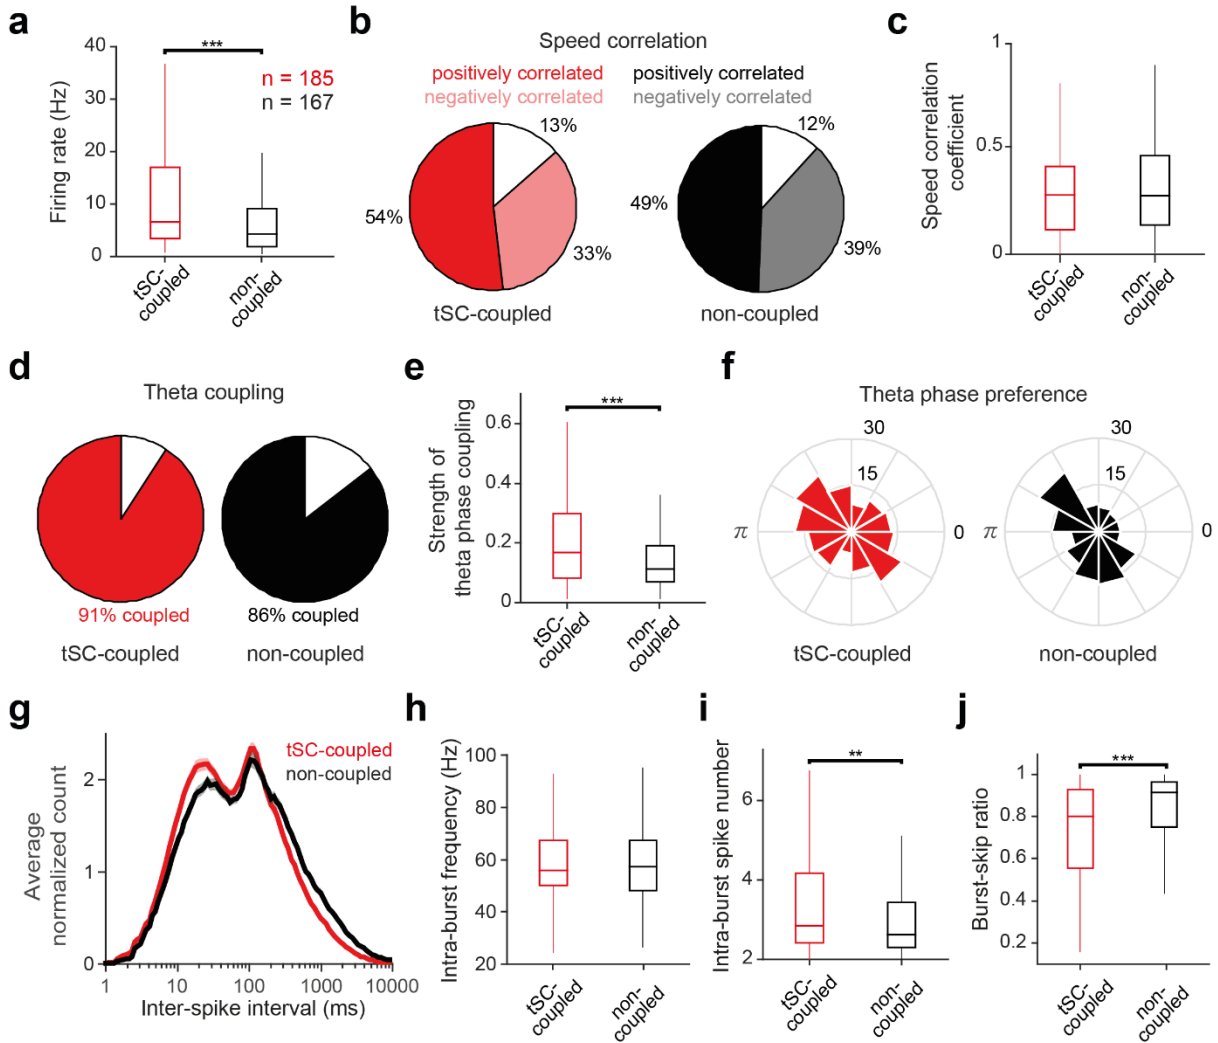 a
Firing rate (Hz)
40
30
20
10
0
***
n = 185
n = 167
tSC-
coupled
non-
coupled
b
Speed correlation
positively correlated
negatively correlated
positively correlated
negatively correlated
13%
54%
33%
12%
49%
39%
tSC-coupled
non-coupled
c
Speed correlation
coefficient
1
0.5
0
tSC-
coupled
non-
coupled
d
Theta coupling
91% coupled
86% coupled
tSC-coupled
non-coupled
e
Strength of
theta phase coupling
0.6
0.4
0.2
0
***
tSC-
coupled
non-
coupled
f
Theta phase preference
30
15
π
0
30
15
π
0
tSC-coupled
non-coupled
g
Average
normalized count
2
1
0
tSC-coupled
non-coupled
1
10
100
1000
10000
Inter-spike interval (ms)
h
Intra-burst frequency (Hz)
100
80
60
40
20
tSC-
coupled
non-
coupled
i
Intra-burst spike number
6
4
2
**
tSC-
coupled
non-
coupled
j
Burst-skip ratio
1
0.8
0.6
0.4
0.2
***
tSC-
coupled
non-
coupled